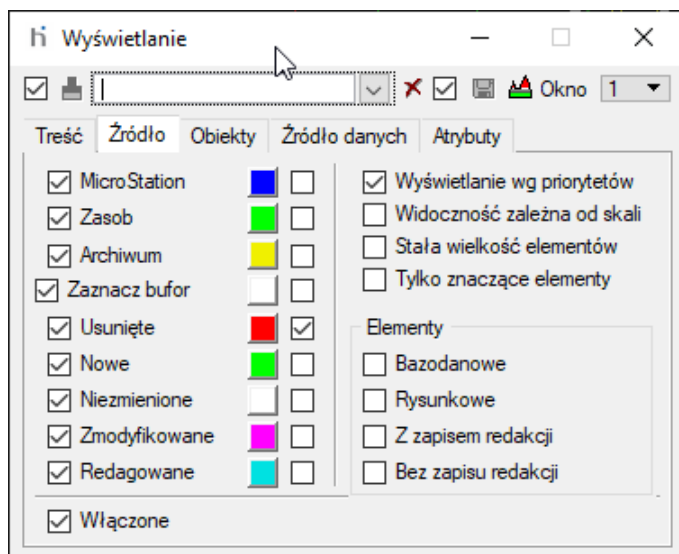 Wyświetlanie
Okno 1
Treść Źródło Obiekty Źródło danych Atrybuty
MicroStation
Zasob
Archiwum
Zaznacz bufor
Usunięte
Nowe
Niezmienione
Zmodyfikowane
Redagowane
Wyświetlanie wg priorytetów
Widoczność zależna od skali
Stała wielkość elementów
Tylko znaczące elementy
Elementy
Bazodanowe
Rysunkowe
Z zapisem redakcji
Bez zapisu redakcji
Włączone